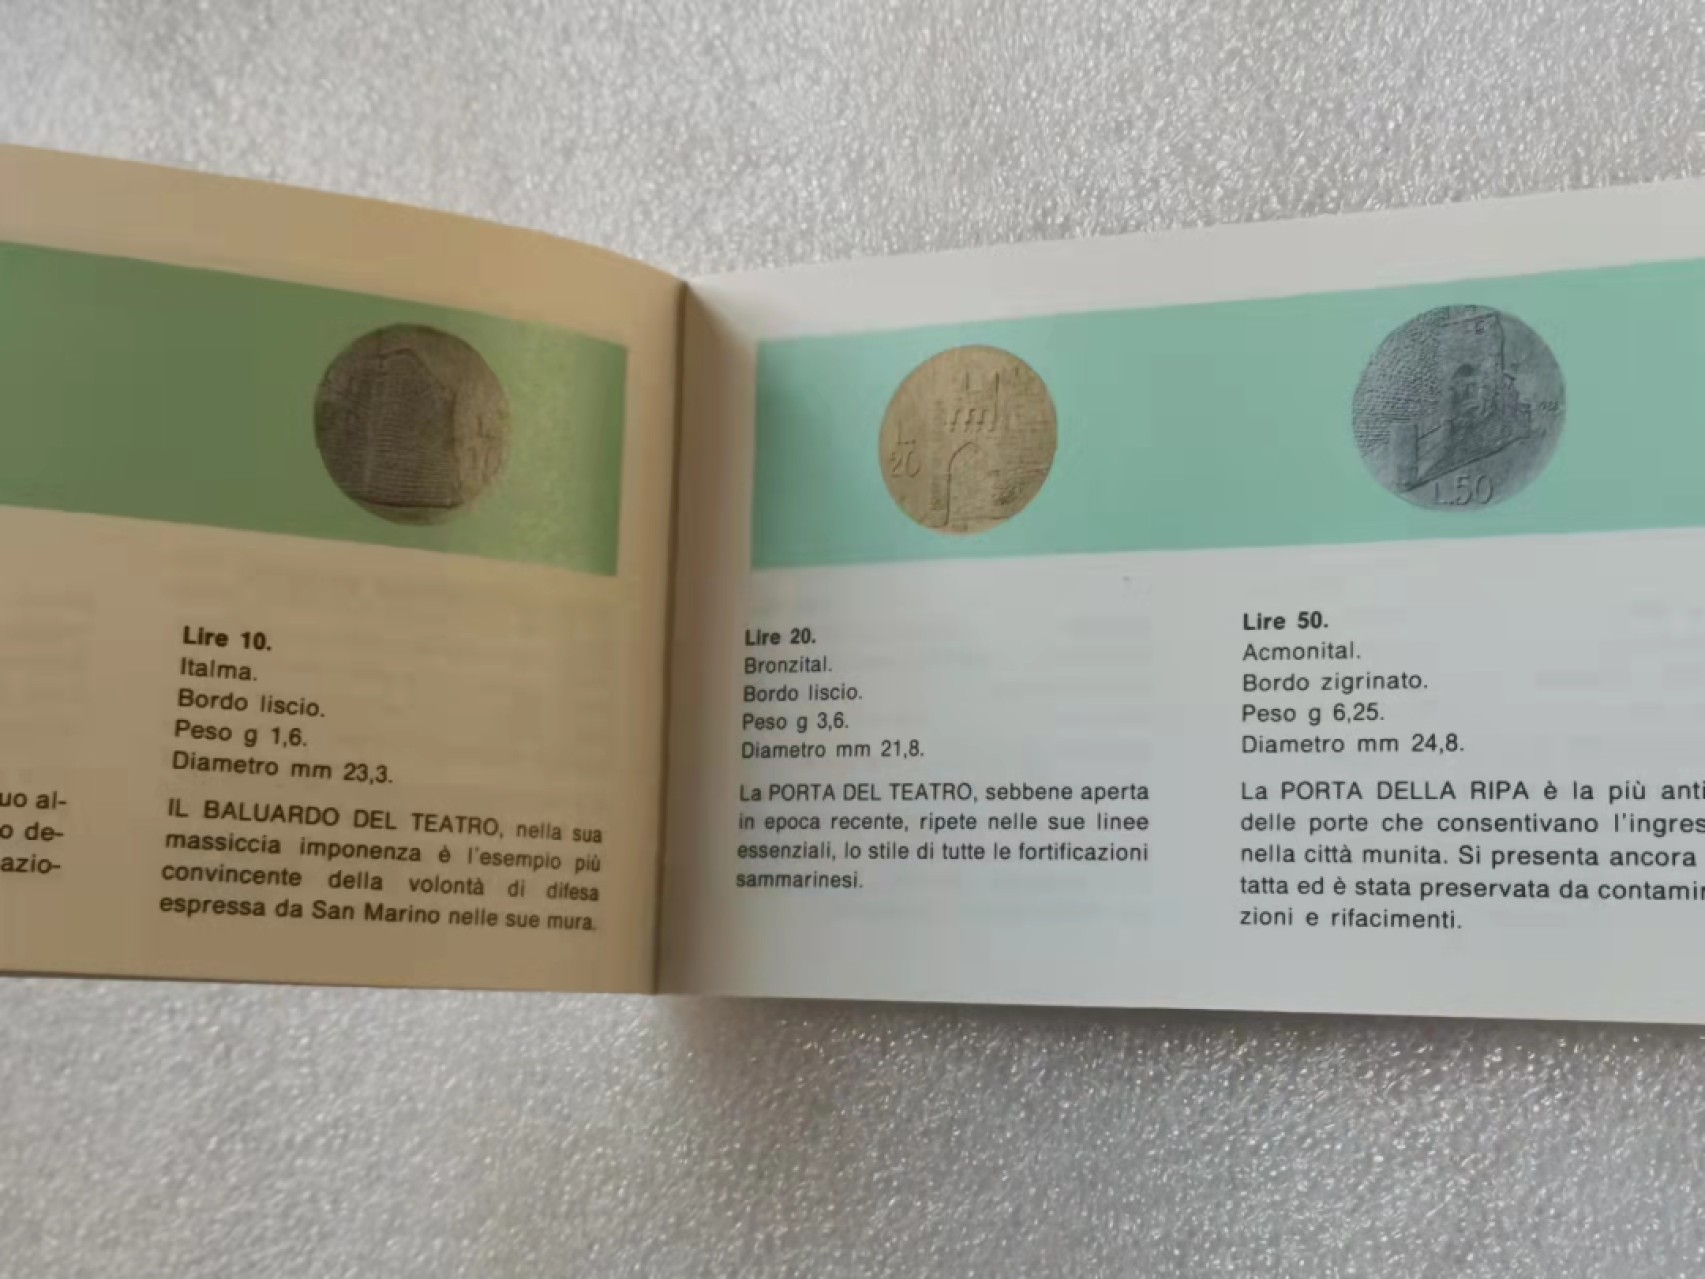 uo al-
o de-
azio-
L.
10
Lire 10.
Italma.
Bordo liscio.
Peso g 1,6.
Diametro mm 23,3.
IL BALUARDO DEL TEATRO, nella sua
massiccia imponenza è l'esempio più
convincente della volontà di difesa
espressa da San Marino nelle sue mura.
L.
20
Lire 20.
Bronzital.
Bordo liscio.
Peso g 3,6.
Diametro mm 21,8.
La PORTA DEL TEATRO, sebbene aperta
in epoca recente, ripete nelle sue linee
essenziali, lo stile di tutte le fortificazioni
sammarinesi.
L.50
Lire 50.
Acmonital.
Bordo zigrinato.
Peso g 6,25.
Diametro mm 24,8.
La PORTA DELLA RIPA è la più anti
delle porte che consentivano l'ingres
nella città munita. Si presenta ancora
tatta ed è stata preservata da contamin
zioni e rifacimenti.